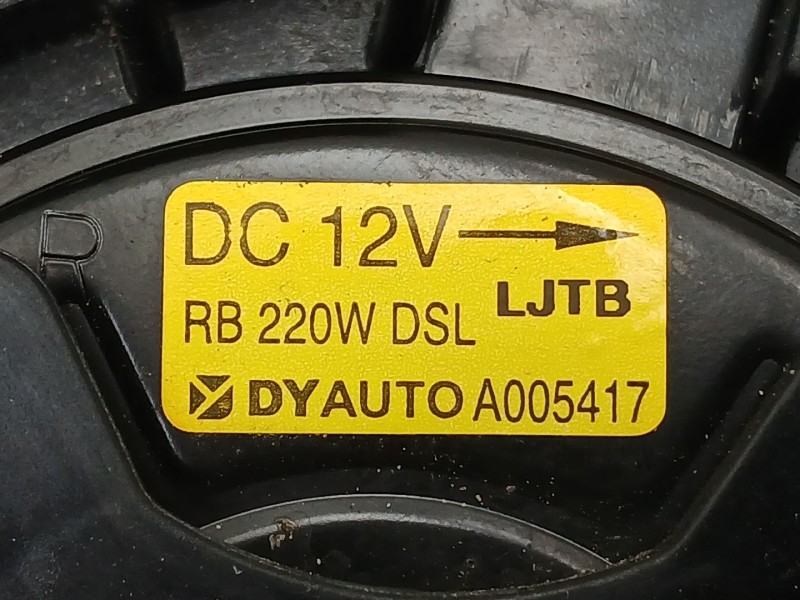 DC 12V
LJTB
RB 220W DSL
DYAUTO A005417
R